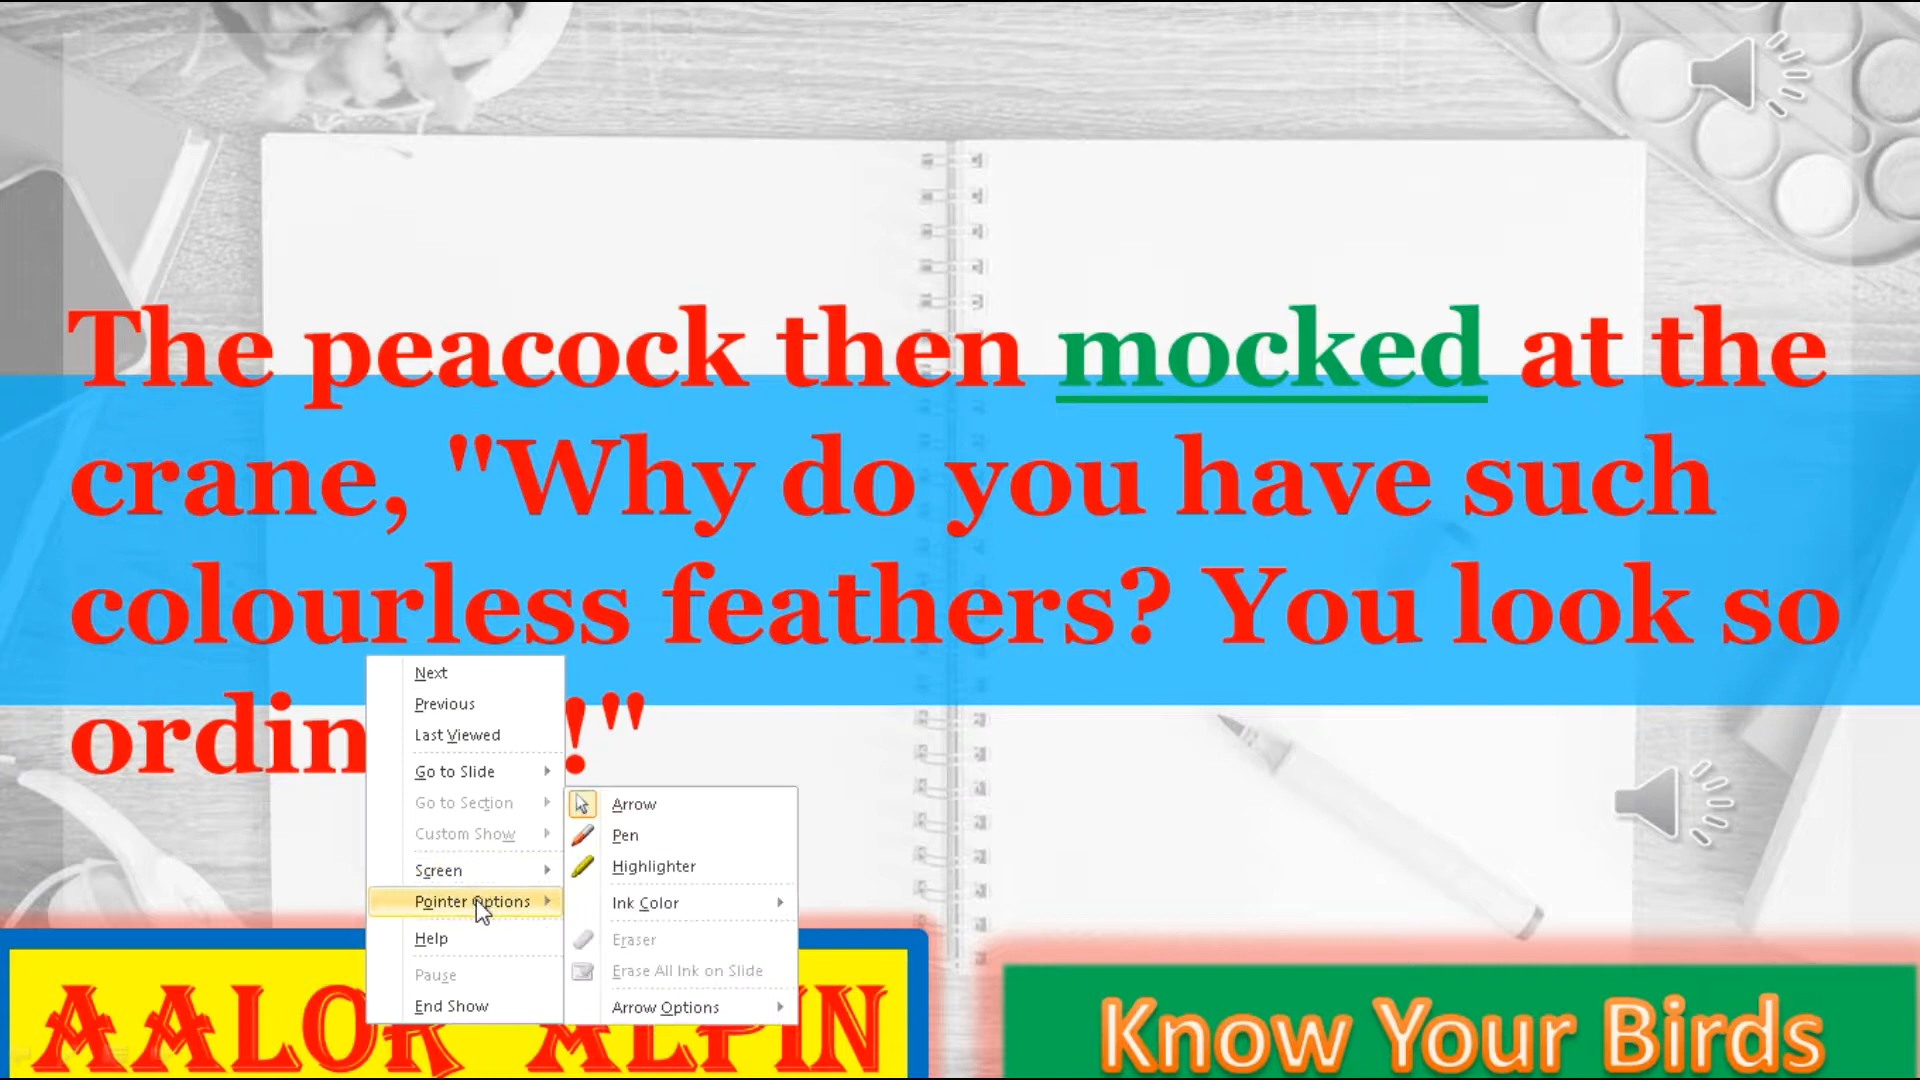 The peacock then mocked at the
crane, "Why do you have such
colourless feathers? You look so
ordin !"
Next
Previous
Last Viewed
Go to Slide
Go to Section
Custom Show
Screen
Pointer Options
Help
Pause
End Show
Arrow
Pen
Highlighter
Ink Color
Eraser
Erase All Ink on Slide
Arrow Options
AALOR ALPIN
Know Your Birds